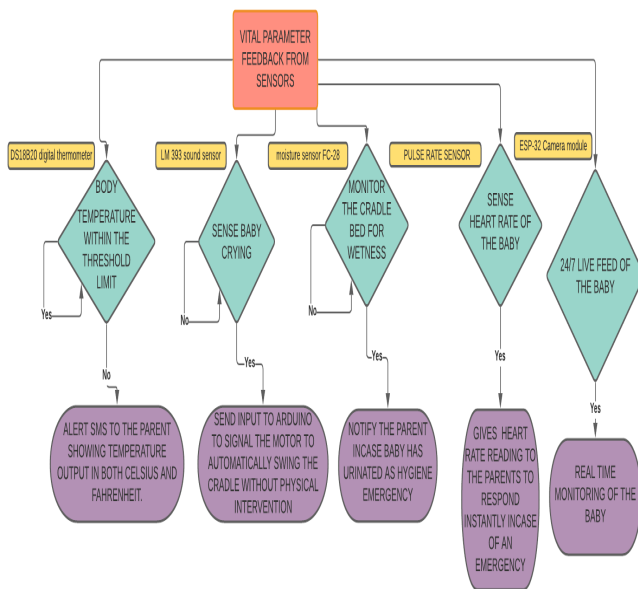 VITAL PARAMETER
FEEDBACK FROM
SENSORS
DS18B20 digital thermometer
LM 393 sound sensor
moisture sensor FC-28
PULSE RATE SENSOR
ESP-32 Camera module
BODY
TEMPERATURE
WITHIN THE
THRESHOLD
LIMIT
SENSE BABY
CRYING
MONITOR
THE CRADLE
BED FOR
WETNESS
SENSE
HEART RATE OF
THE BABY
24/7 LIVE FEED OF
THE BABY
Yes
No
No
No
Yes
Yes
Yes
Yes
ALERT SMS TO THE PARENT
SHOWING TEMPERATURE
OUTPUT IN BOTH CELSIUS AND
FAHRENHEIT.
SEND INPUT TO ARDUINO
TO SIGNAL THE MOTOR TO
AUTOMATICALLY SWING THE
CRADLE WITHOUT PHYSICAL
INTERVENTION
NOTIFY THE PARENT
INCASE BABY HAS
URINATED AS HYGIENE
EMERGENCY
GIVES HEART
RATE READING TO
THE PARENTS TO
RESPOND
INSTANTLY INCASE
OF AN
EMERGENCY
REAL TIME
MONITORING OF THE
BABY